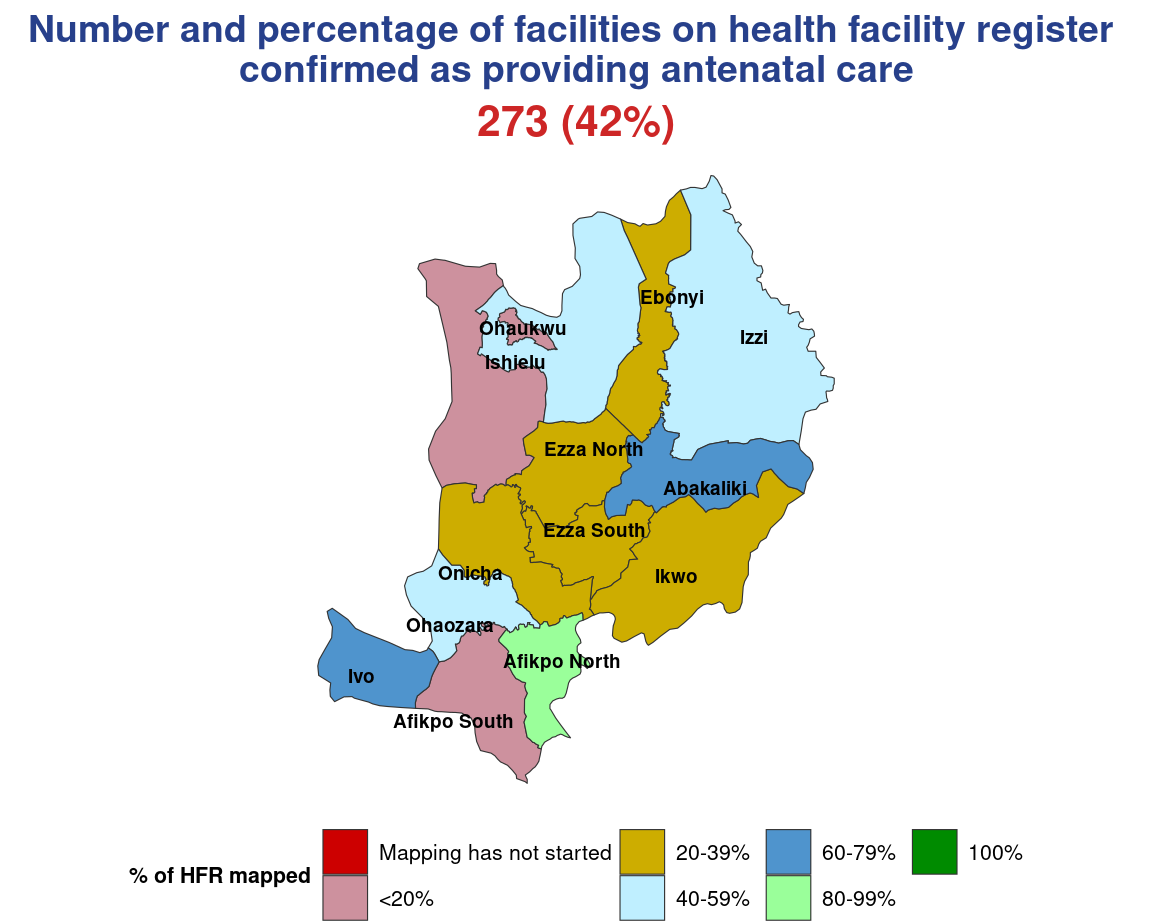 Number and percentage of facilities on health facility register
confirmed as providing antenatal care
273 (42%)
Ebonyi
Ohaukwu
Izzi
Ishielu
Ezza North
Abakaliki
Ezza South
Onicha
Ikwo
Ohaozara
Afikpo North
Ivo
Afikpo South
% of HFR mapped
Mapping has not started
20-39%
60-79%
100%
<20%
40-59%
80-99%